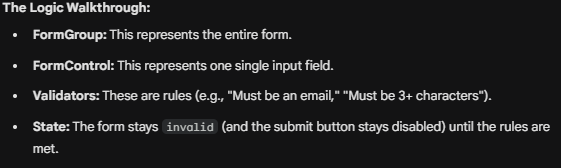 The Logic Walkthrough:
• FormGroup: This represents the entire form.
• FormControl: This represents one single input field.
• Validators: These are rules (e.g., "Must be an email," "Must be 3+ characters").
• State: The form stays invalid (and the submit button stays disabled) until the rules are
met.